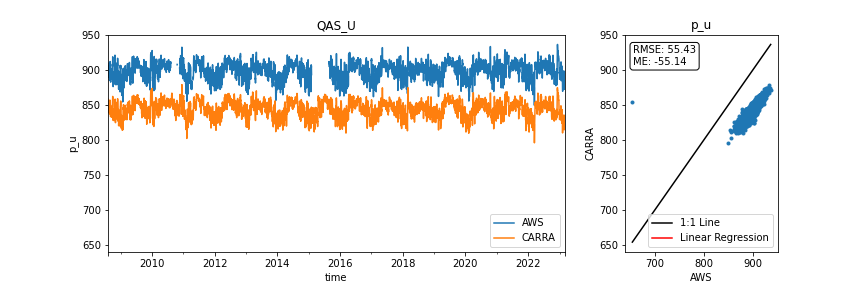 QAS_U
p_u
950
900
850
800
750
700
650
p_u
2010
2012
2014
2016
2018
2020
2022
time
AWS
CARRA
950
900
850
800
750
700
650
CARRA
RMSE: 55.43
ME: -55.14
1:1 Line
Linear Regression
700
800
900
AWS